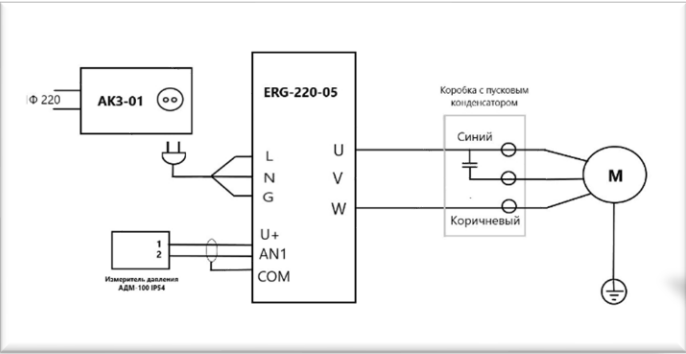 1Ф 220
АКЗ-01
ERG-220-05
Коробка с пусковым
конденсатором
L
N
G
U
V
W
Синий
Коричневый
М
U+
AN1
COM
1
2
Измеритель давления
АДМ-100 IP54